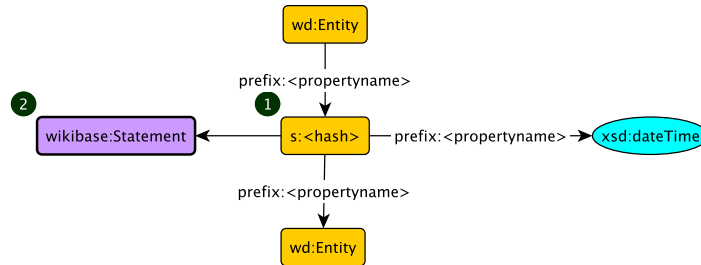 wd:Entity
prefix:<propertyname>
2
1
wikibase:Statement
s:<hash>
prefix:<propertyname>
xsd:dateTime
prefix:<propertyname>
wd:Entity